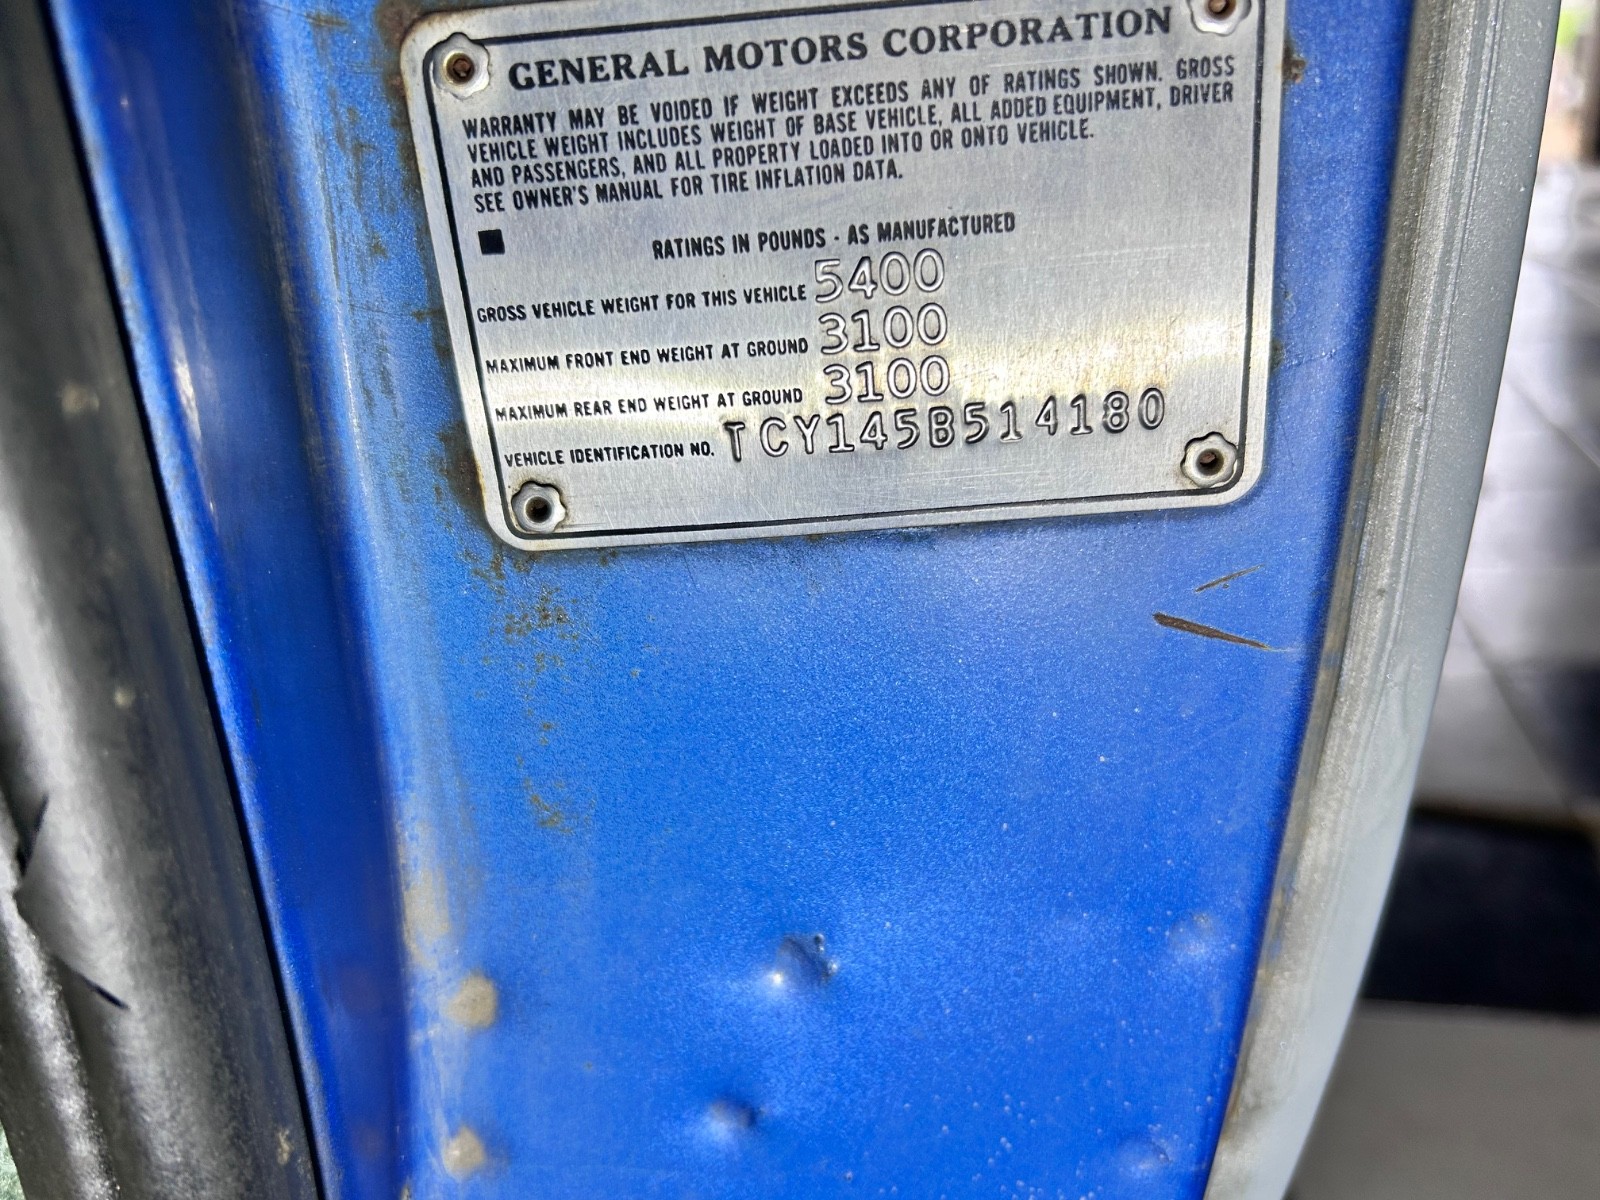 GENERAL MOTORS CORPORATION
WARRANTY MAY BE VOIDED IF WEIGHT EXCEEDS ANY OF RATINGS SHOWN. GROSS
VEHICLE WEIGHT INCLUDES WEIGHT OF BASE VEHICLE, ALL ADDED EQUIPMENT, DRIVER
AND PASSENGERS, AND ALL PROPERTY LOADED INTO OR ONTO VEHICLE.
SEE OWNER'S MANUAL FOR TIRE INFLATION DATA.
RATINGS IN POUNDS - AS MANUFACTURED
GROSS VEHICLE WEIGHT FOR THIS VEHICLE 5400
MAXIMUM FRONT END WEIGHT AT GROUND 3100
MAXIMUM REAR END WEIGHT AT GROUND 3100
VEHICLE IDENTIFICATION NO. TCY145B514180